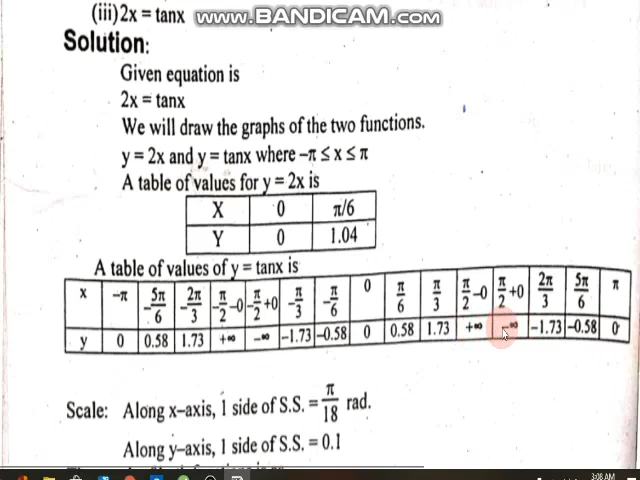 (iii)2x = tanx
WWW.BANDICAM.COM
Solution:
Given equation is
2x = tanx
We will draw the graphs of the two functions.
y = 2x and y = tanx where –π ≤ x ≤ π
A table of values for y = 2x is
X 0 π/6
Y 0 1.04
A table of values of y = tanx is
x –π –5π/6 –2π/3 π/2–0 –π/2+0 –π/3 –π/6 0 π/6 π/3 π/2–0 π/2+0 2π/3 5π/6 π
y 0 0.58 1.73 +∞ –∞ –1.73 –0.58 0 0.58 1.73 +∞ –∞ –1.73 –0.58 0
Scale: Along x–axis, 1 side of S.S. = π/18 rad.
Along y–axis, 1 side of S.S. = 0.1
3:08 AM